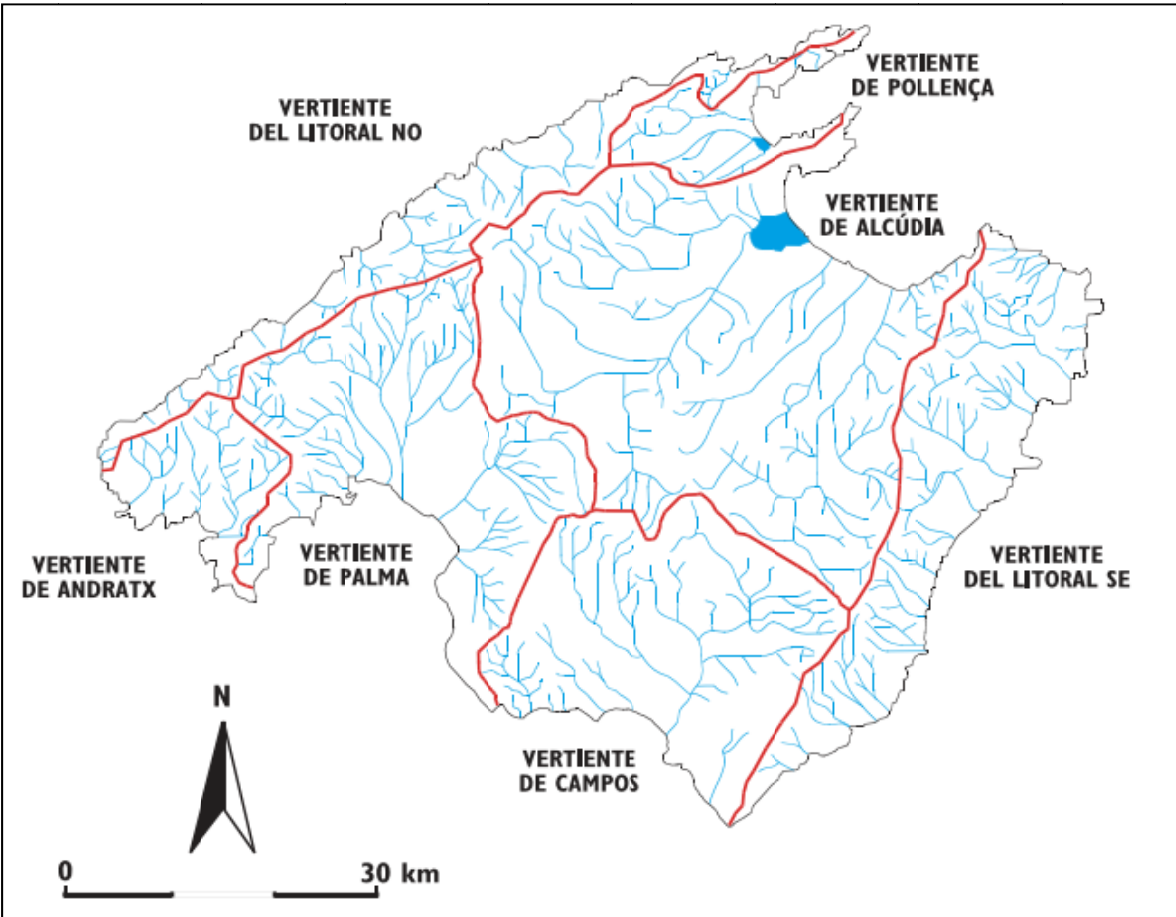 VERTIENTE
DE POLLENÇA
VERTIENTE
DEL LITORAL NO
VERTIENTE
DE ALCÚDIA
VERTIENTE
DE ANDRATX
VERTIENTE
DE PALMA
VERTIENTE
DEL LITORAL SE
N
VERTIENTE
DE CAMPOS
0 30 km